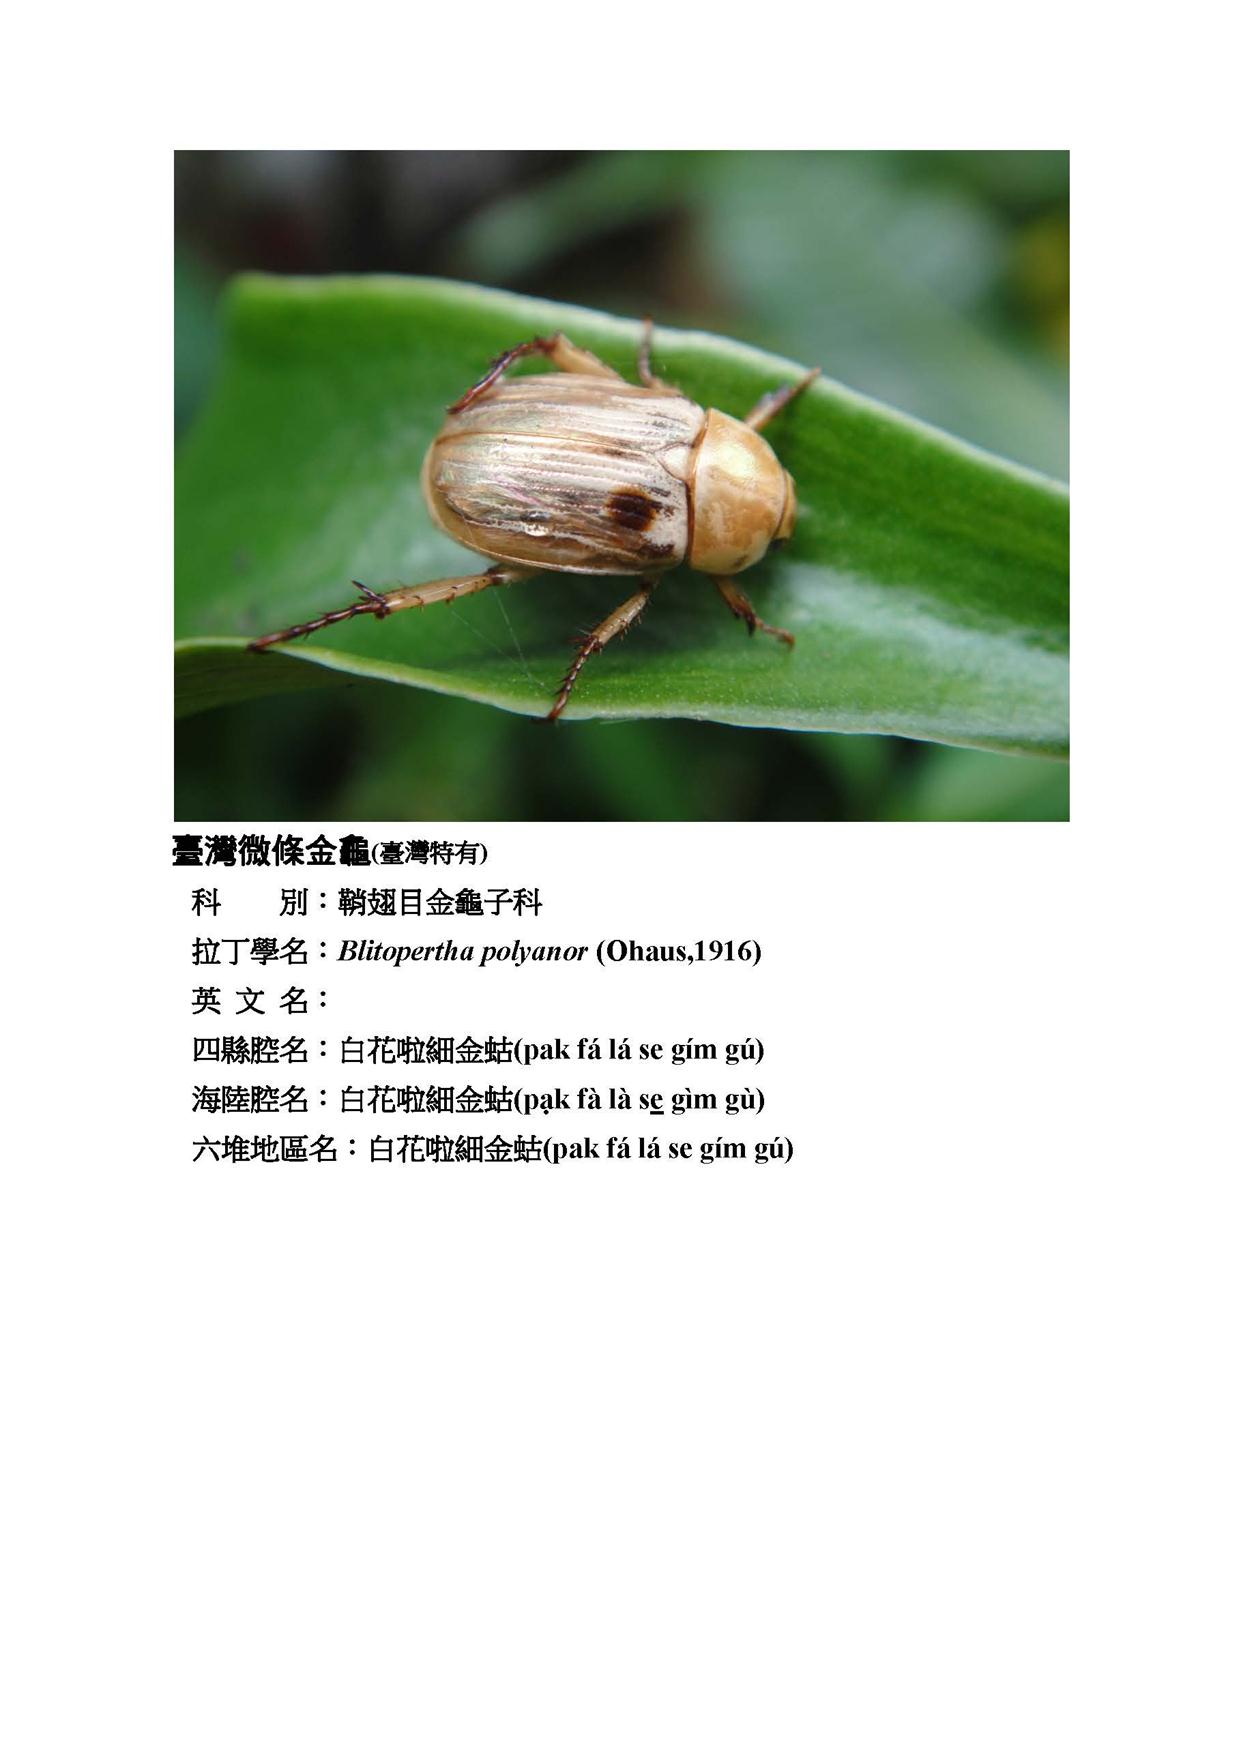 臺灣微條金龜(臺灣特有)
科　　別：鞘翅目金龜子科
拉丁學名：Blitopertha polyanor (Ohaus,1916)
英 文 名：
四縣腔名：白花啦細金蛄(pak fá lá se gím gú)
海陸腔名：白花啦細金蛄(pa̠k fà là se̲ gìm gù)
六堆地區名：白花啦細金蛄(pak fá lá se gím gú)